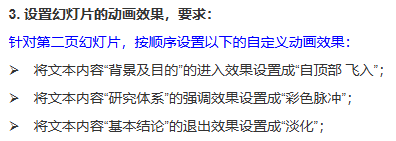 3. 设置幻灯片的动画效果，要求：
针对第二页幻灯片，按顺序设置以下的自定义动画效果：
➢ 将文本内容“背景及目的”的进入效果设置成“自顶部 飞入”；
➢ 将文本内容“研究体系”的强调效果设置成“彩色脉冲”；
➢ 将文本内容“基本结论”的退出效果设置成“淡化”；